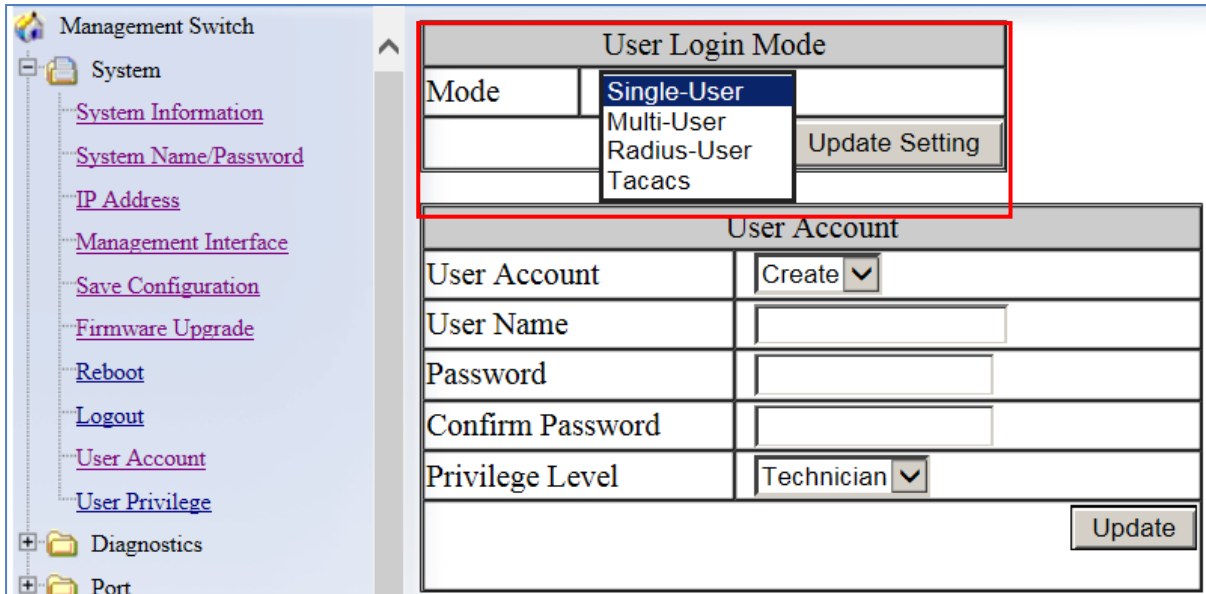 Management Switch
System
System Information
System Name/Password
IP Address
Management Interface
Save Configuration
Firmware Upgrade
Reboot
Logout
User Account
User Privilege
Diagnostics
Port
User Login Mode
Mode
Single-User
Multi-User
Radius-User
Tacacs
Update Setting
User Account
User Account Create
User Name
Password
Confirm Password
Privilege Level Technician
Update